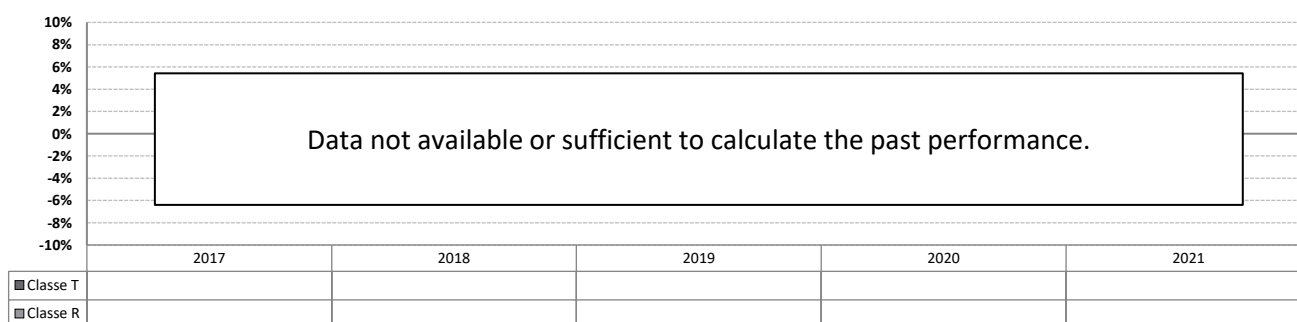 10%
8%
6%
4%
2%
0%
-2%
-4%
-6%
-8%
-10%
Data not available or sufficient to calculate the past performance.
2017 2018 2019 2020 2021
Classe T
Classe R